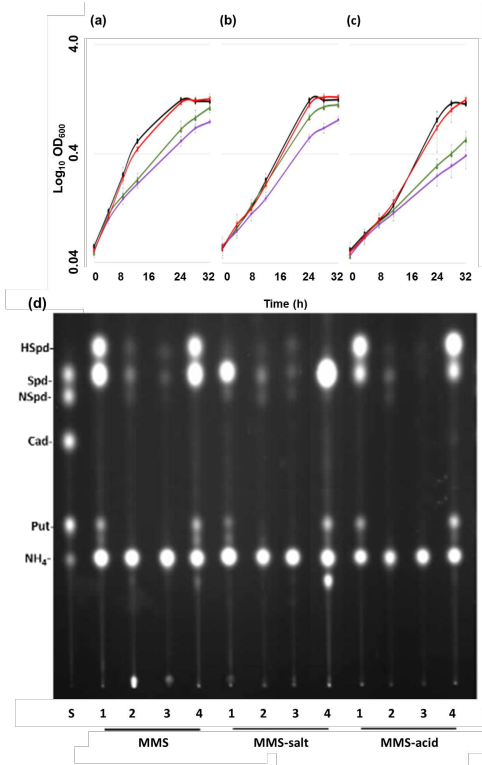 (a) (b) (c)
4.0
0.4
0.04
Log10 OD600
0 8 16 24 32 0 8 16 24 32 0 8 16 24 32
Time (h)
(d)
HSpd-
Spd-
NSpd-
Cad-
Put-
NH4-
S 1 2 3 4 1 2 3 4 1 2 3 4
MMS MMS-salt MMS-acid